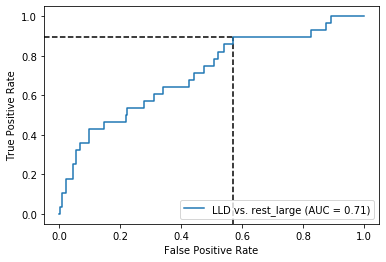 1.0
0.8
0.6
0.4
0.2
0.0
True Positive Rate
LLD vs. rest_large (AUC = 0.71)
0.0 0.2 0.4 0.6 0.8 1.0
False Positive Rate